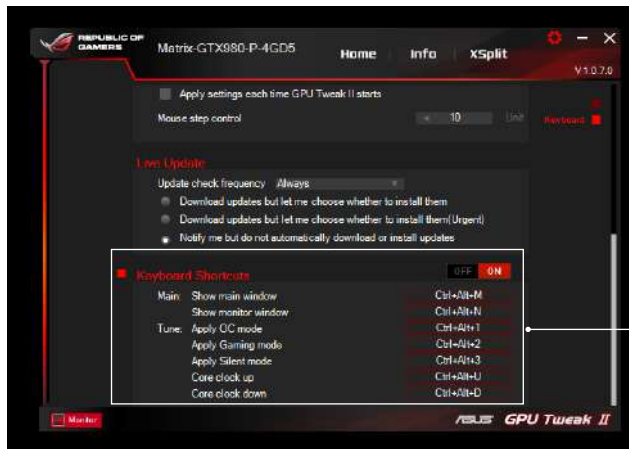 REPUBLIC OF
GAMERS
Matrix-GTX980-P-4GD5
Home Info XSplit
V 1.0.7.0
Apply settings each time GPU Tweak II starts
Mouse step control 10 Unit
Keyboard
Live Update
Update check frequency Always
Download updates but let me choose whether to install them
Download updates but let me choose whether to install them(Urgent)
Notify me but do not automatically download or install updates
Keyboard Shortcuts OFF ON
Main: Show main window Ctrl+Alt+M
Show monitor window Ctrl+Alt+N
Tune: Apply OC mode Ctrl+Alt+1
Apply Gaming mode Ctrl+Alt+2
Apply Silent mode Ctrl+Alt+3
Core clock up Ctrl+Alt+U
Core clock down Ctrl+Alt+D
Monitor
ASUS GPU Tweak II